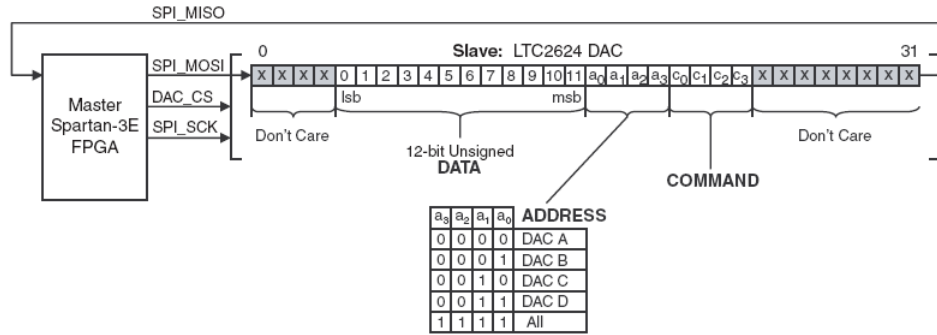 SPI_MISO
0 Slave: LTC2624 DAC 31
SPI_MOSI
X X X X 0 1 2 3 4 5 6 7 8 9 10 11 a0 a1 a2 a3 c0 c1 c2 c3 X X X X X X X X
Master
Spartan-3E
FPGA
DAC_CS
SPI_SCK
lsb msb
Don't Care
12-bit Unsigned
DATA
COMMAND
Don't Care
a3 a2 a1 a0 ADDRESS
0 0 0 0 DAC A
0 0 0 1 DAC B
0 0 1 0 DAC C
0 0 1 1 DAC D
1 1 1 1 All